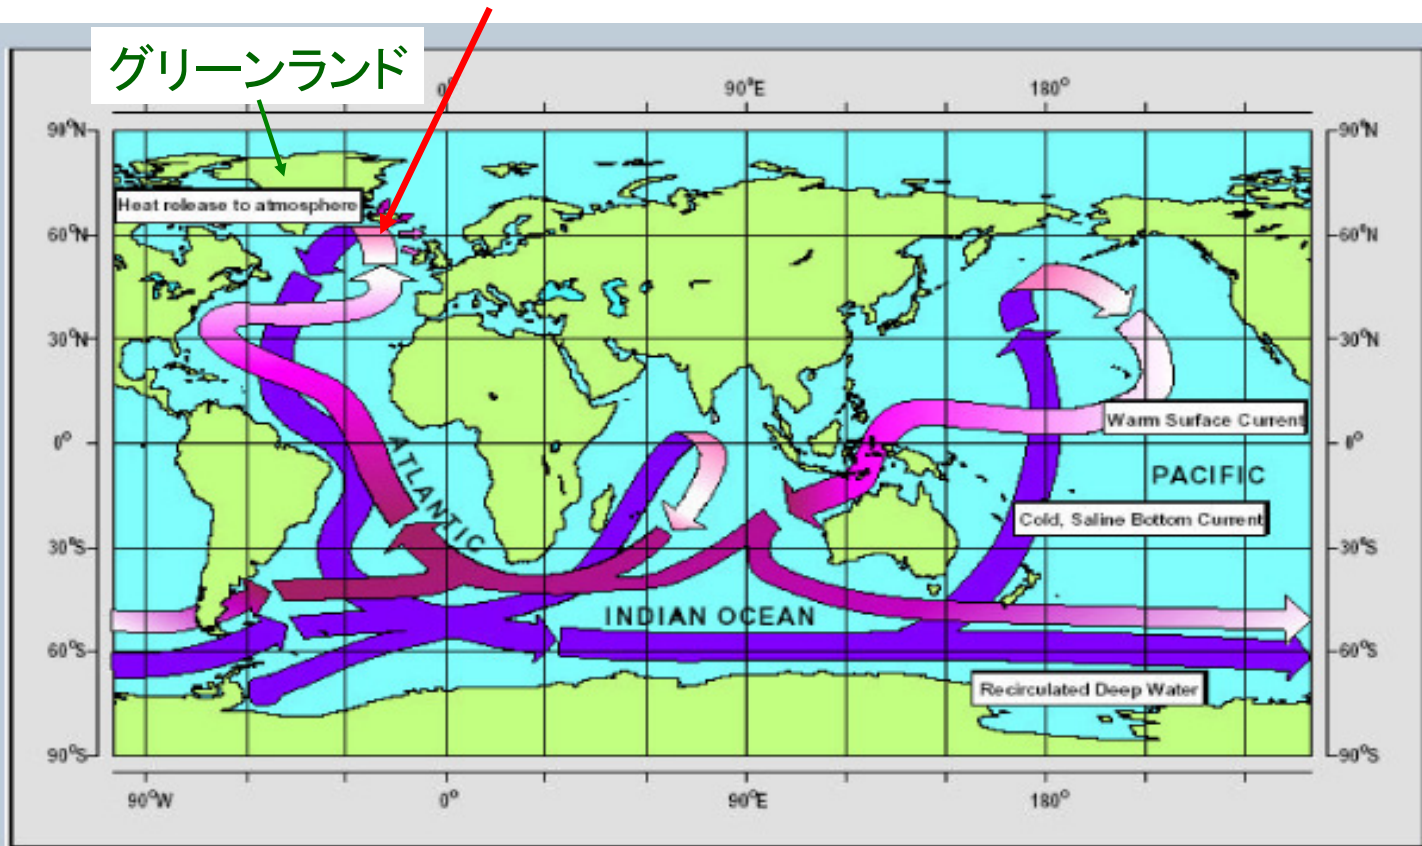 グリーンランド
0° 90°E 180°
90°N 90°N
Heat release to atmosphere
60°N 60°N
30°N 30°N
Warm Surface Current
0° 0°
ATLANTIC
PACIFIC
Cold, Saline Bottom Current
30°S 30°S
INDIAN OCEAN
60°S 60°S
Recirculated Deep Water
90°S 90°S
90°W 0° 90°E 180°